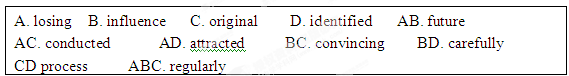 A. losing B. influence C. original D. identified AB. future
AC. conducted AD. attracted BC. convincing BD. carefully
CD process ABC. regularly